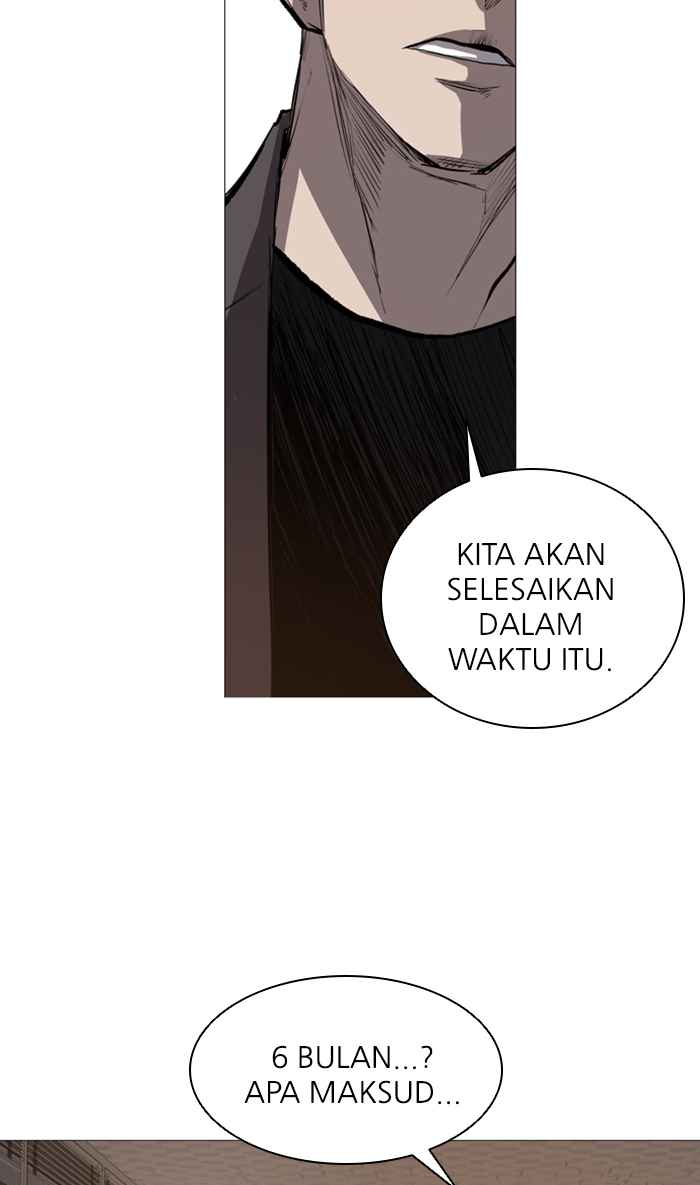 KITA AKAN
SELESAIKAN
DALAM
WAKTU ITU.
6 BULAN...?
APA MAKSUD...